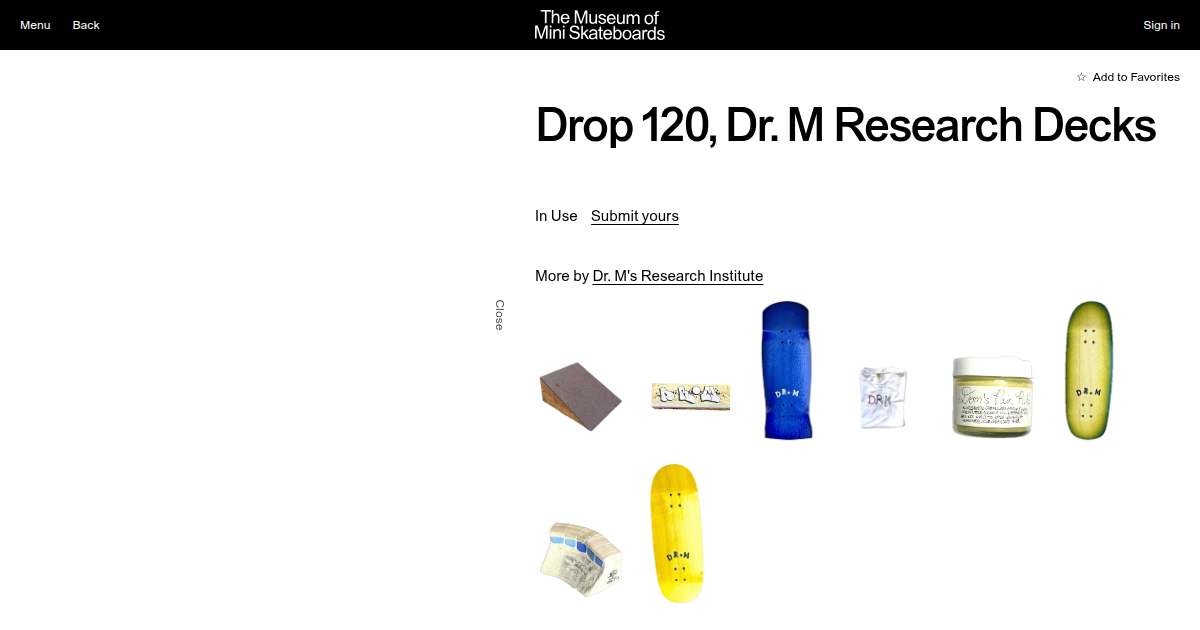 Menu
Back
The Museum of
Mini Skateboards
Sign in
☆ Add to Favorites
Drop 120, Dr. M Research Decks
In Use
Submit yours
More by Dr. M's Research Institute
Close
DR.M
DR.M
DRM
DR.M
DR.M